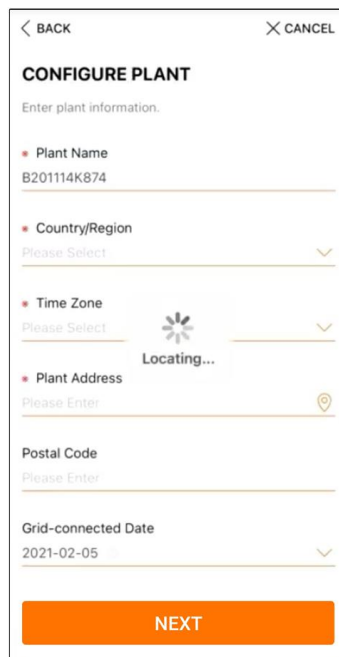 BACK
CANCEL
CONFIGURE PLANT
Enter plant information.
Plant Name
B201114K874
Country/Region
Please Select
Time Zone
Please Select
Locating...
Plant Address
Please Enter
Postal Code
Please Enter
Grid-connected Date
2021-02-05
NEXT